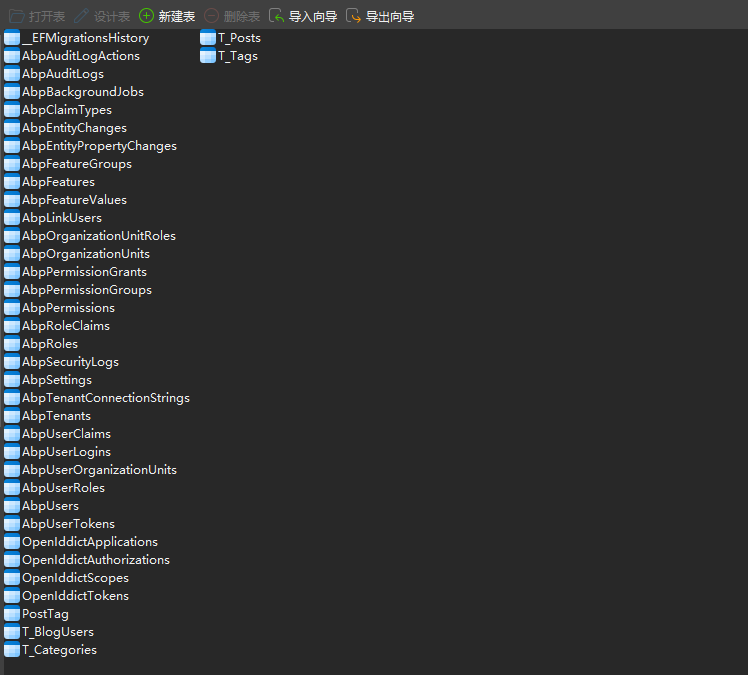 打开表 设计表 新建表 删除表 导入向导 导出向导
__EFMigrationsHistory
AbpAuditLogActions
AbpAuditLogs
AbpBackgroundJobs
AbpClaimTypes
AbpEntityChanges
AbpEntityPropertyChanges
AbpFeatureGroups
AbpFeatures
AbpFeatureValues
AbpLinkUsers
AbpOrganizationUnitRoles
AbpOrganizationUnits
AbpPermissionGrants
AbpPermissionGroups
AbpPermissions
AbpRoleClaims
AbpRoles
AbpSecurityLogs
AbpSettings
AbpTenantConnectionStrings
AbpTenants
AbpUserClaims
AbpUserLogins
AbpUserOrganizationUnits
AbpUserRoles
AbpUsers
AbpUserTokens
OpenIddictApplications
OpenIddictAuthorizations
OpenIddictScopes
OpenIddictTokens
PostTag
T_BlogUsers
T_Categories
T_Posts
T_Tags